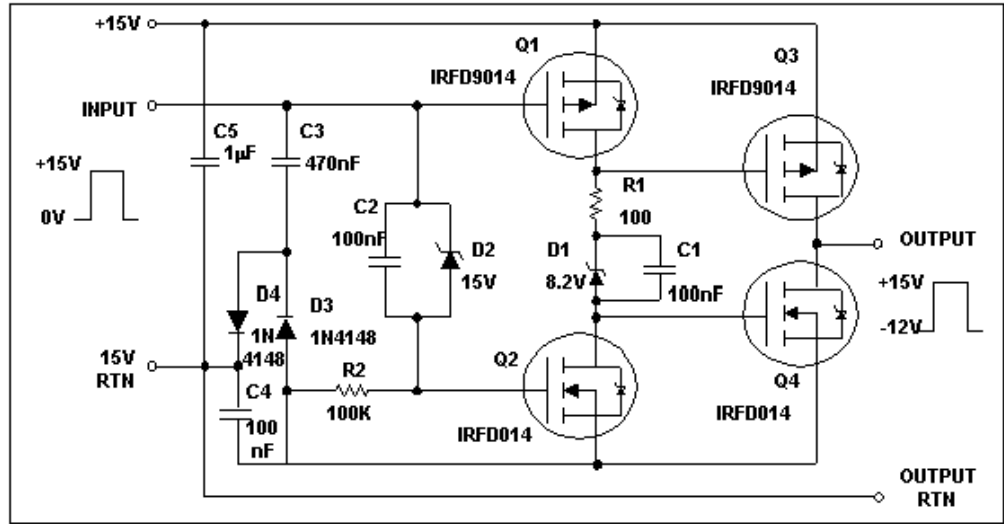 +15V
Q1
Q3
IRFD9014
IRFD9014
INPUT
C5
1µF
C3
470nF
+15V
0V
R1
100
C2
100nF
D2
15V
D1
8.2V
C1
100nF
OUTPUT
+15V
-12V
D4
1N
4148
D3
1N4148
15V
RTN
R2
100K
Q2
Q4
C4
100
nF
IRFD014
IRFD014
OUTPUT
RTN